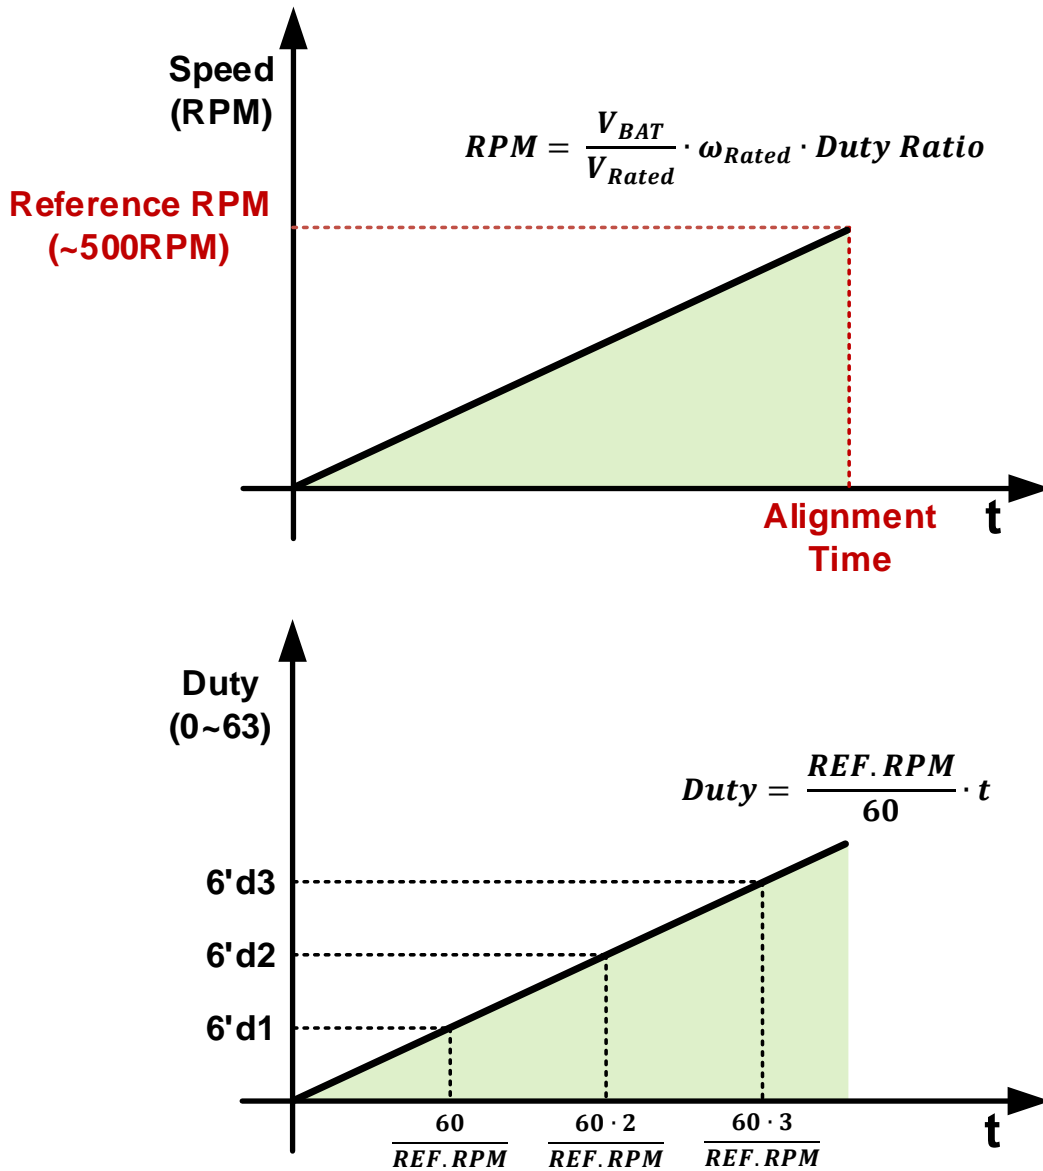 Speed
(RPM)
RPM = V_BAT / V_Rated · ω_Rated · Duty Ratio
Reference RPM
(~500RPM)
Alignment
Time
t
Duty
(0~63)
Duty = REF.RPM / 60 · t
6'd3
6'd2
6'd1
60 / REF.RPM
60 · 2 / REF.RPM
60 · 3 / REF.RPM
t